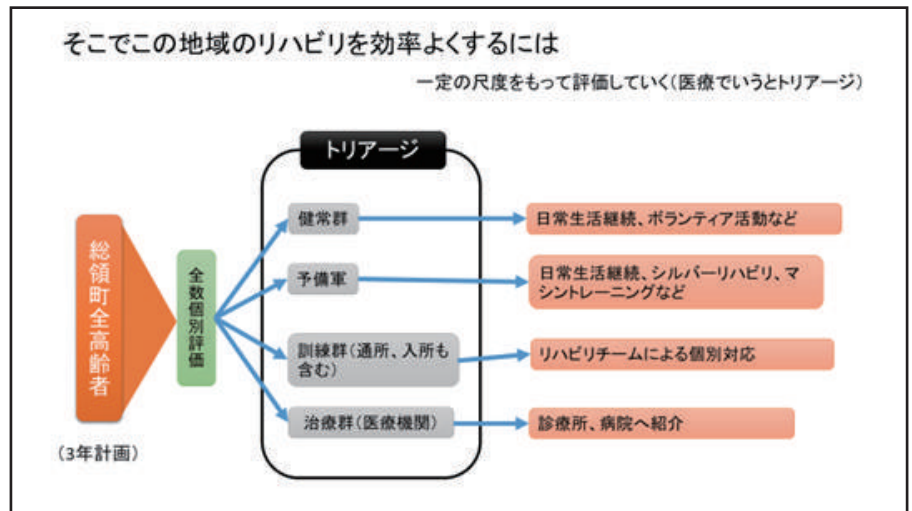 そこでこの地域のリハビリを効率よくするには
一定の尺度をもって評価していく(医療でいうとトリアージ)
トリアージ
総領町全高齢者
(3年計画)
全数個別評価
健常群
日常生活継続、ボランティア活動など
予備軍
日常生活継続、シルバーリハビリ、マ
シントレーニングなど
訓練群(通所、入所も
含む)
リハビリチームによる個別対応
治療群(医療機関)
診療所、病院へ紹介